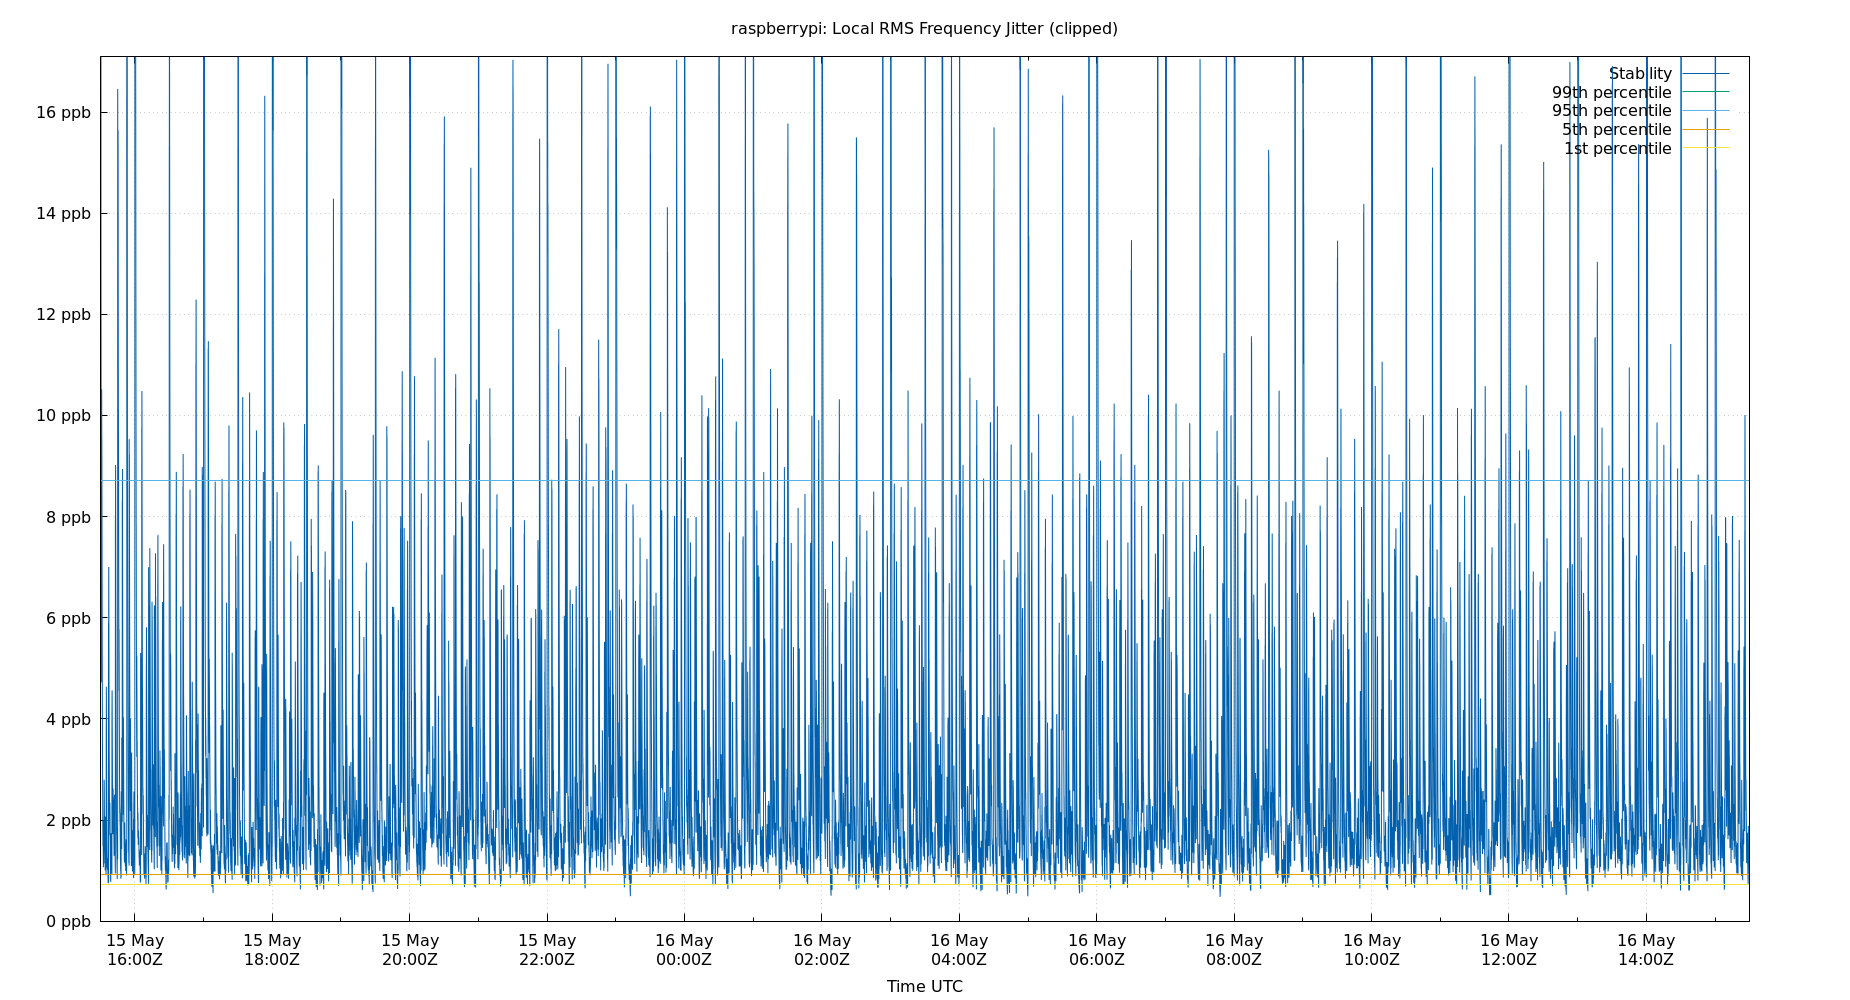 raspberrypi: Local RMS Frequency Jitter (clipped)
Stability
99th percentile
95th percentile
5th percentile
1st percentile
16 ppb
14 ppb
12 ppb
10 ppb
8 ppb
6 ppb
4 ppb
2 ppb
0 ppb
15 May 15 May 15 May 15 May 16 May 16 May 16 May 16 May 16 May 16 May 16 May 16 May
16:00Z 18:00Z 20:00Z 22:00Z 00:00Z 02:00Z 04:00Z 06:00Z 08:00Z 10:00Z 12:00Z 14:00Z
Time UTC